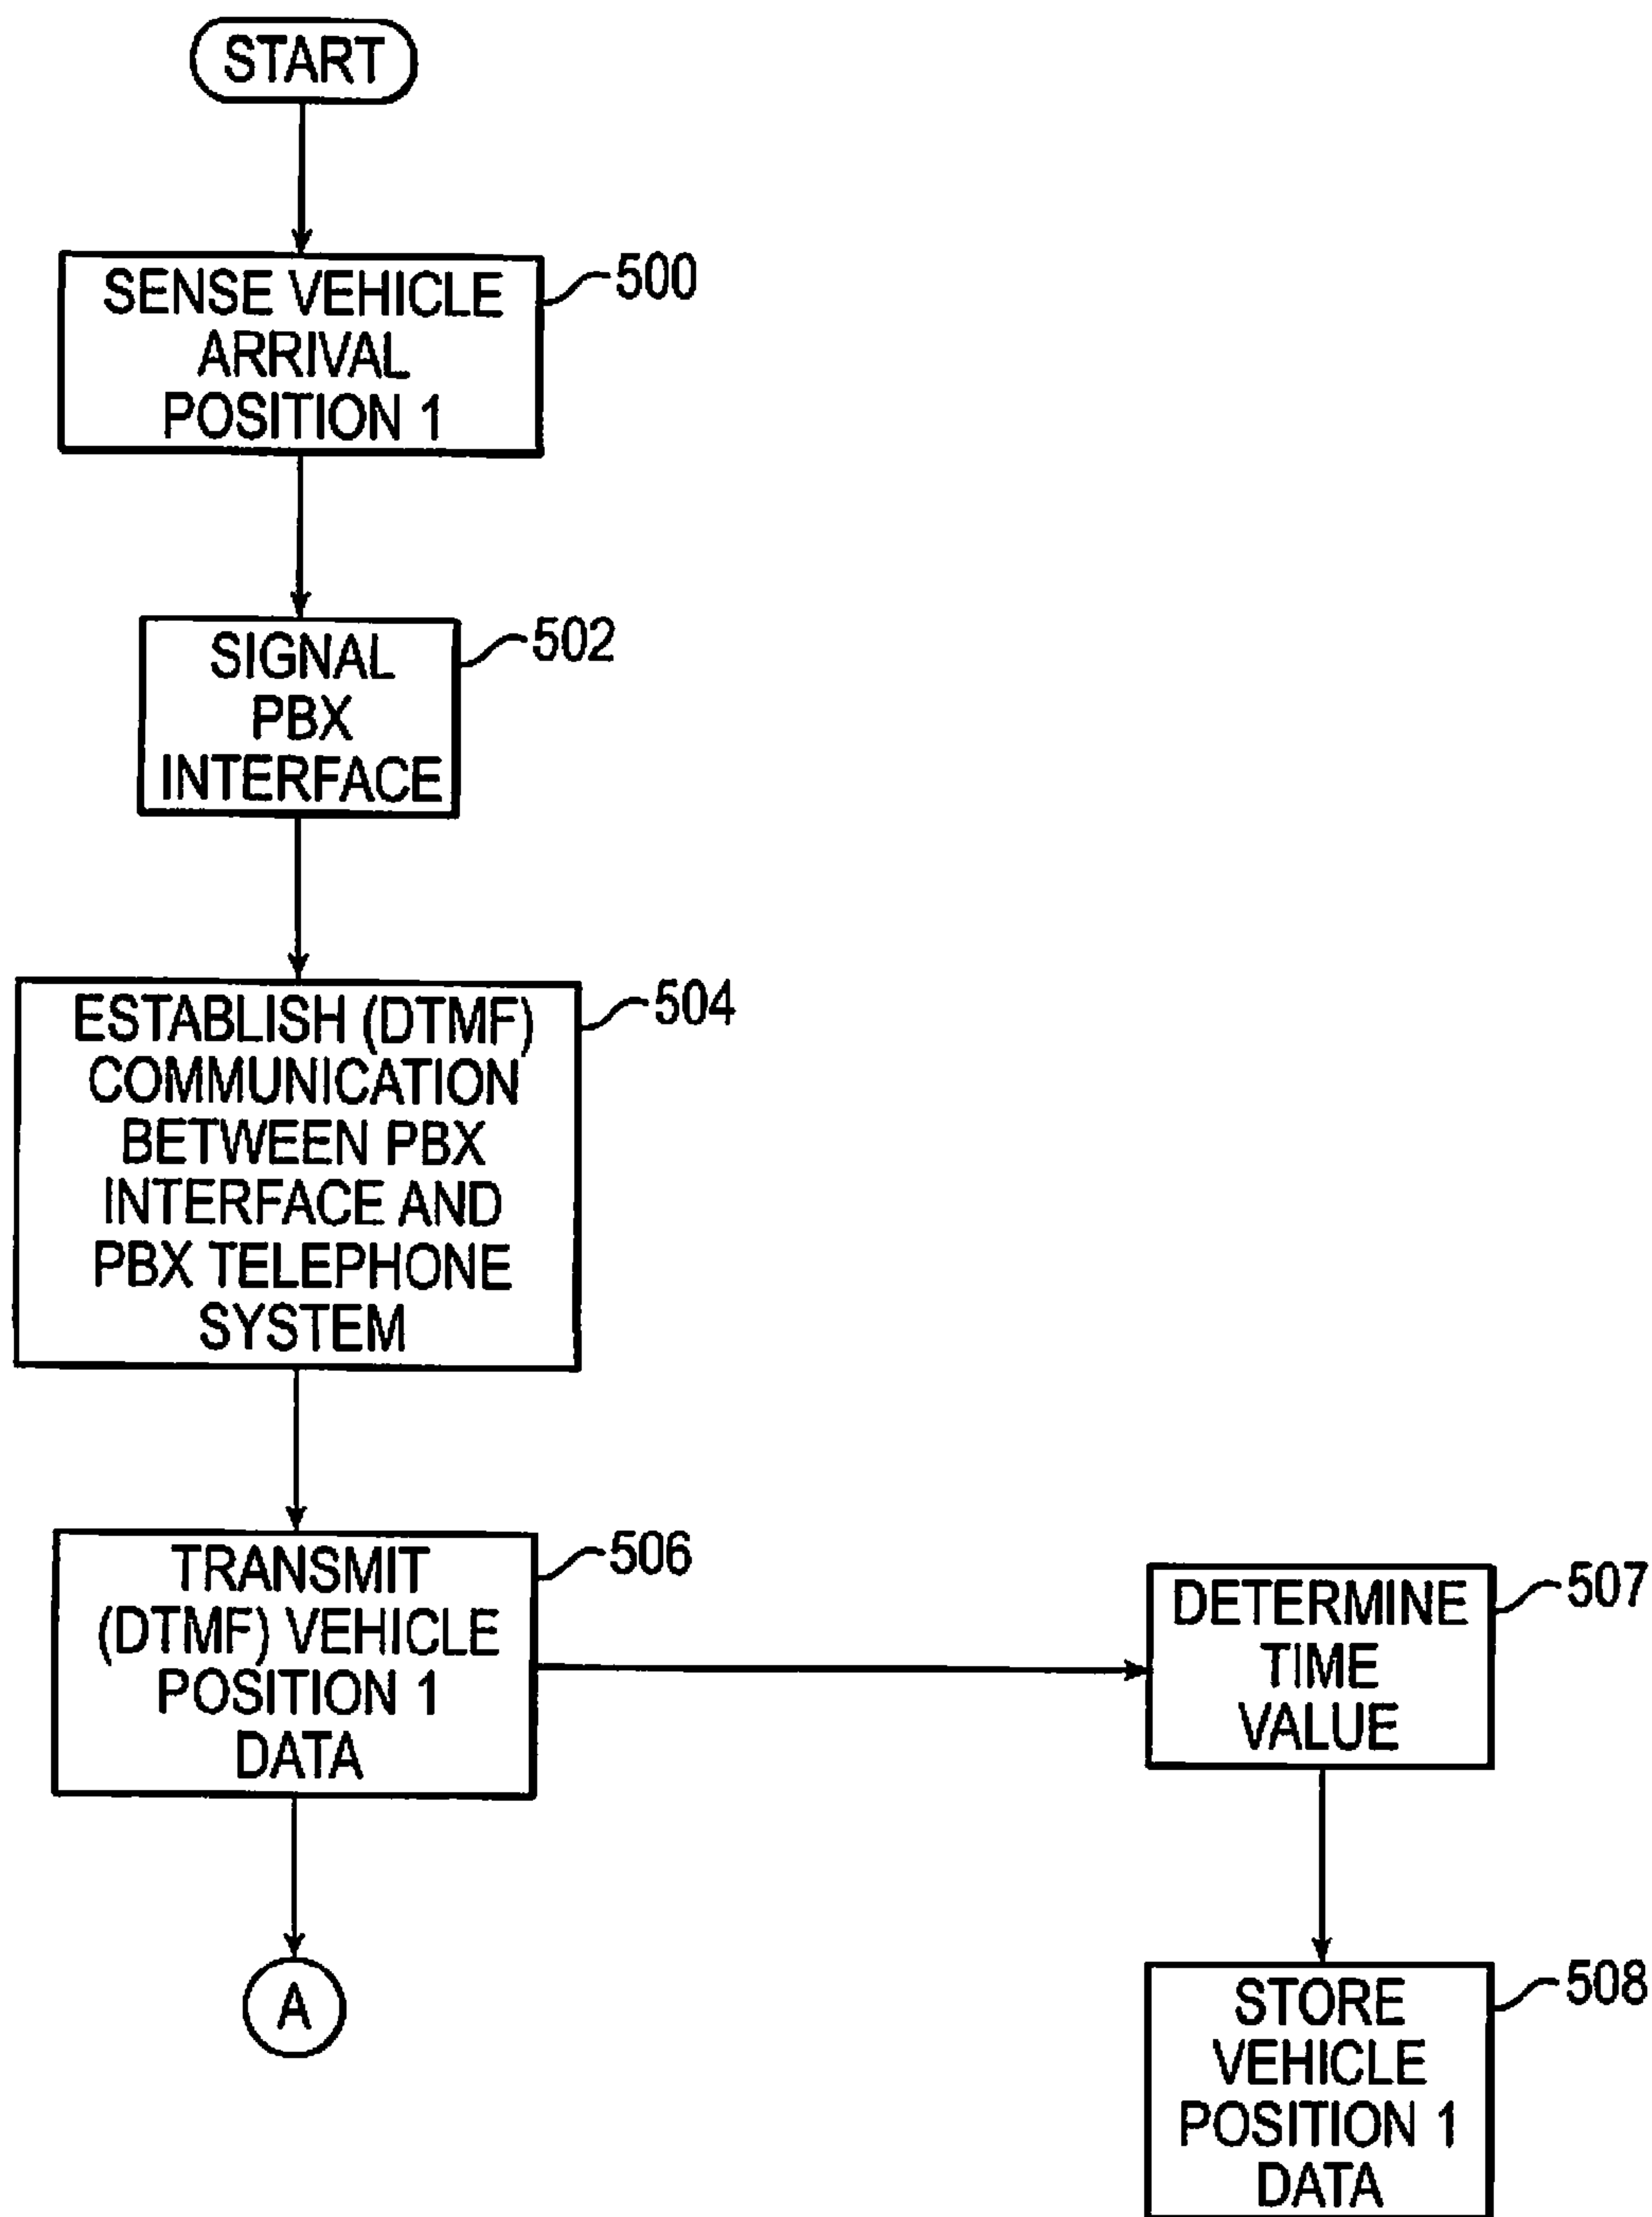 START
SENSE VEHICLE
ARRIVAL
POSITION 1
500
SIGNAL
PBX
INTERFACE
502
ESTABLISH (DTMF)
COMMUNICATION
BETWEEN PBX
INTERFACE AND
PBX TELEPHONE
SYSTEM
504
TRANSMIT
(DTMF) VEHICLE
POSITION 1
DATA
506
DETERMINE
TIME
VALUE
507
A
STORE
VEHICLE
POSITION 1
DATA
508